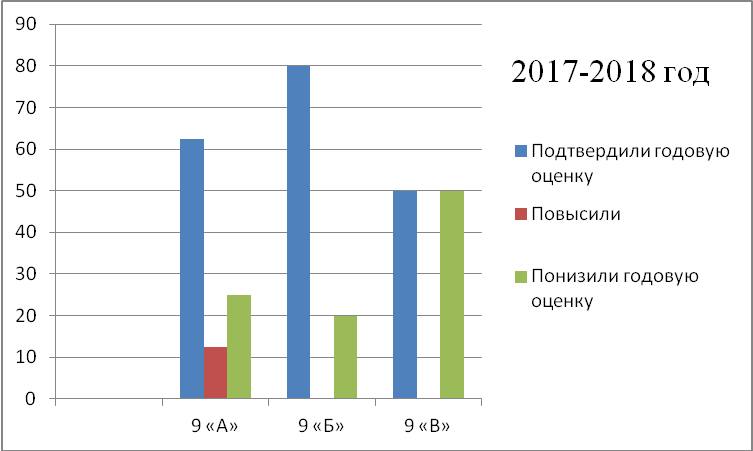 90
80
70
60
50
40
30
20
10
0
9 «А» 9 «Б» 9 «В»
2017-2018 год
Подтвердили годовую
оценку
Повысили
Понизили годовую
оценку